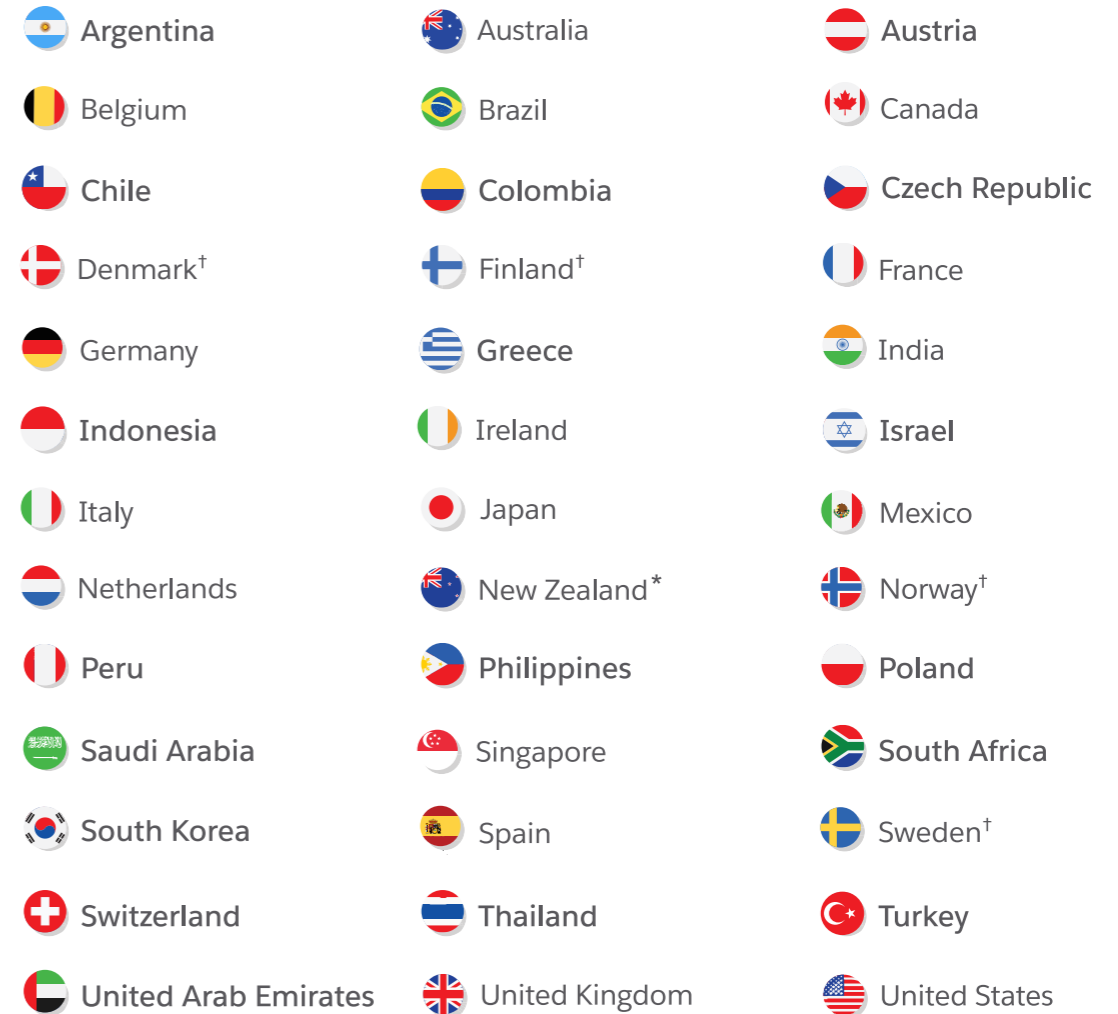 Argentina Australia Austria
Belgium Brazil Canada
Chile Colombia Czech Republic
Denmark† Finland† France
Germany Greece India
Indonesia Ireland Israel
Italy Japan Mexico
Netherlands New Zealand* Norway†
Peru Philippines Poland
Saudi Arabia Singapore South Africa
South Korea Spain Sweden†
Switzerland Thailand Turkey
United Arab Emirates United Kingdom United States